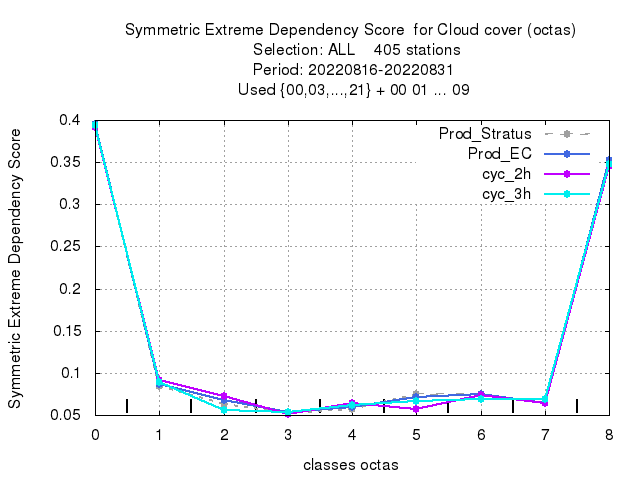 Symmetric Extreme Dependency Score  for Cloud cover (octas)
Selection: ALL    405 stations
Period: 20220816-20220831
Used {00,03,...,21} + 00 01 ... 09
Symmetric Extreme Dependency Score
0.4
0.35
0.3
0.25
0.2
0.15
0.1
0.05
Prod_Stratus
Prod_EC
cyc_2h
cyc_3h
0 1 2 3 4 5 6 7 8
classes octas